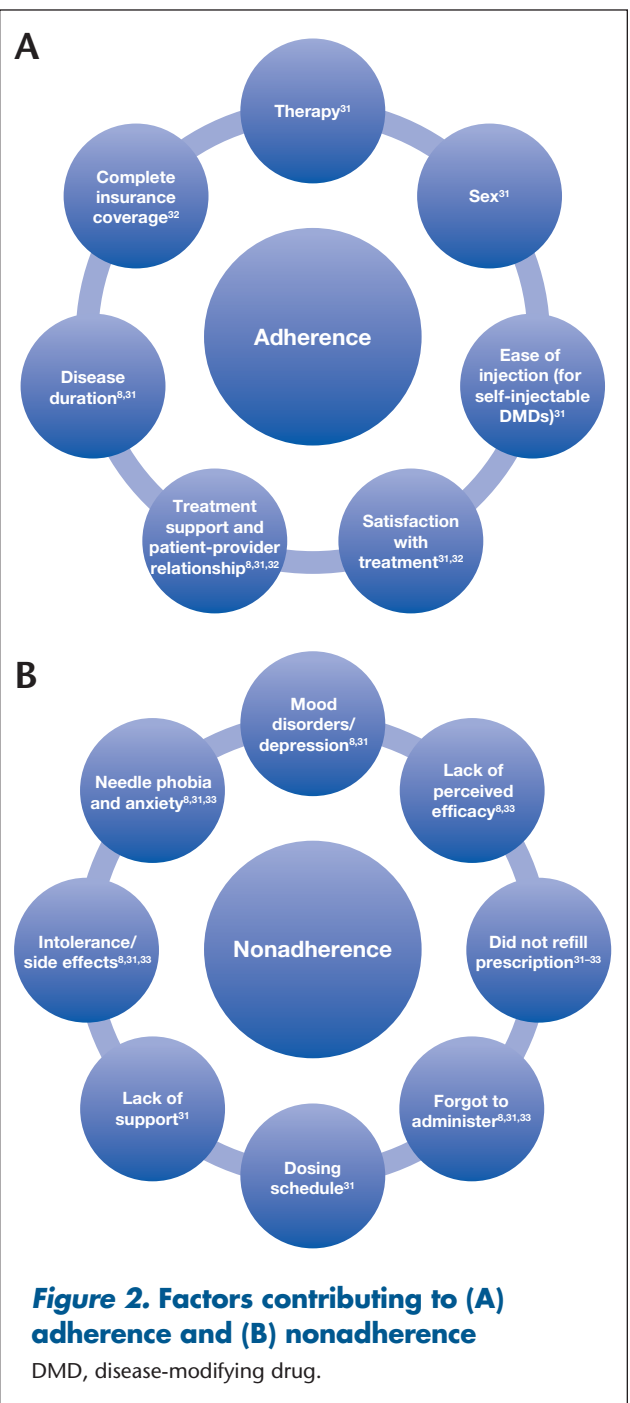 A
Therapy31
Sex31
Ease of
injection (for
self-injectable
DMDs)31
Satisfaction
with
treatment31,32
Treatment
support and
patient-provider
relationship8,31,32
Disease
duration8,31
Complete
insurance
coverage32
Adherence
B
Mood
disorders/
depression8,31
Lack of
perceived
efficacy8,33
Did not refill
prescription31–33
Forgot to
administer8,31,33
Dosing
schedule31
Lack of
support31
Intolerance/
side effects8,31,33
Needle phobia
and anxiety8,31,33
Nonadherence
Figure 2. Factors contributing to (A)
adherence and (B) nonadherence
DMD, disease-modifying drug.